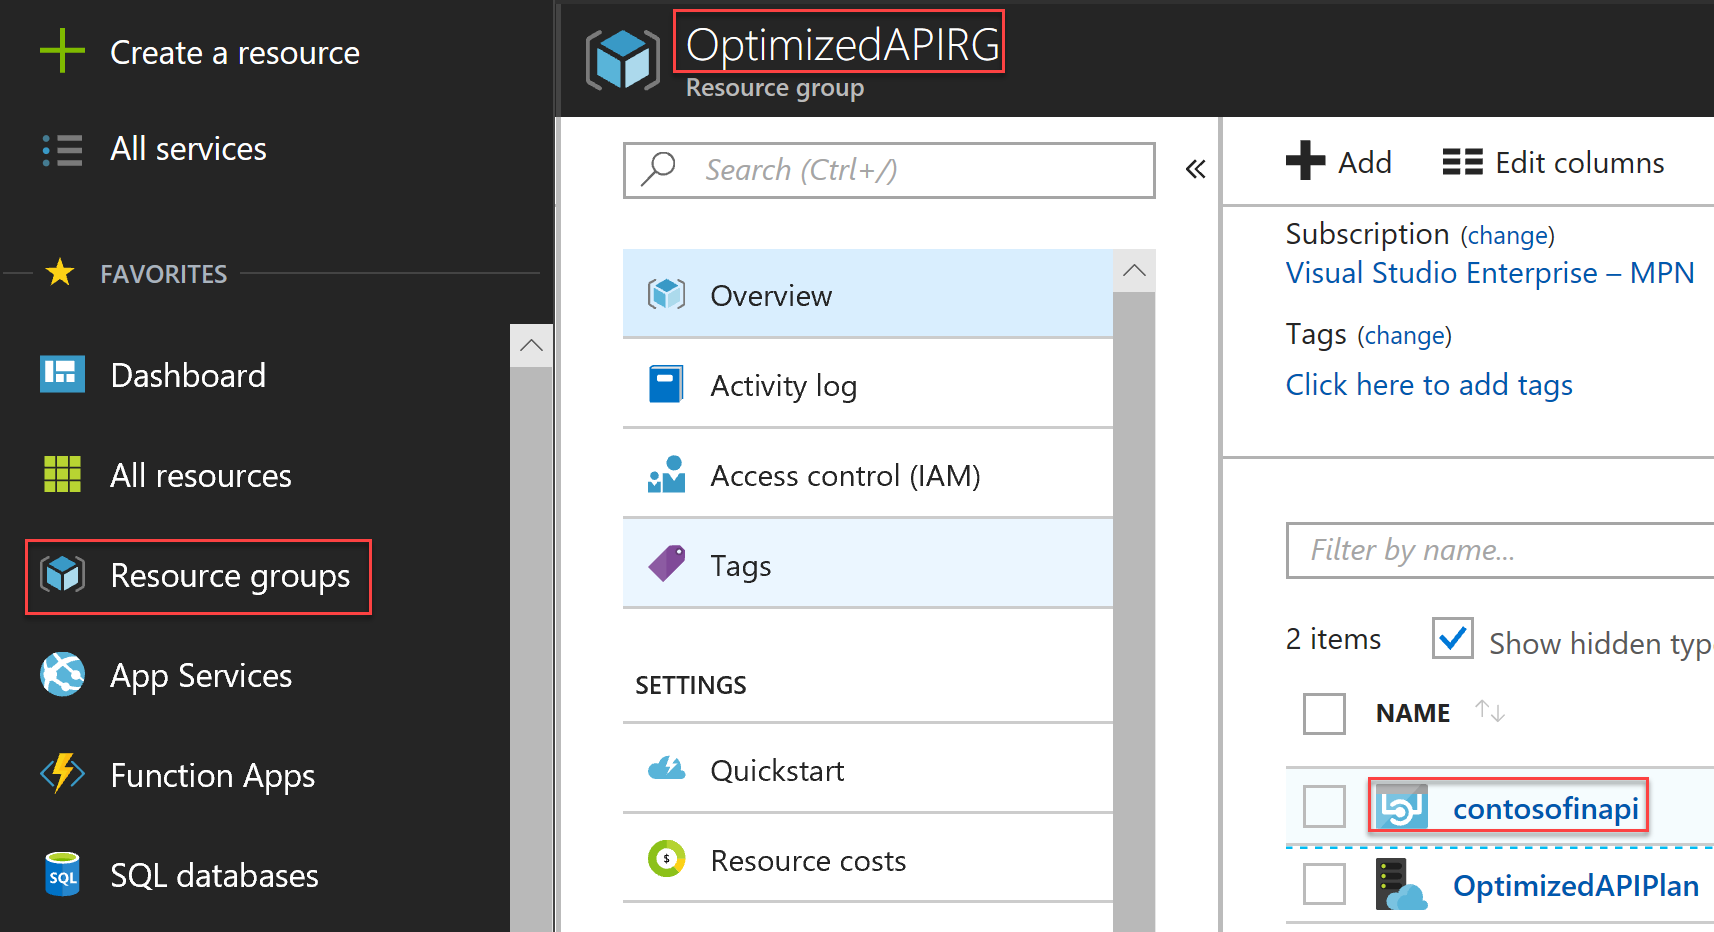 Create a resource
All services
FAVORITES
Dashboard
All resources
Resource groups
App Services
Function Apps
SQL
SQL databases
OptimizedAPIRG
Resource group
Search (Ctrl+/)
«
Overview
Activity log
Access control (IAM)
Tags
SETTINGS
Quickstart
$
Resource costs
Add
Edit columns
Subscription (change)
Visual Studio Enterprise – MPN
Tags (change)
Click here to add tags
Filter by name...
2 items
Show hidden typ
NAME
contosofinapi
OptimizedAPIPlan